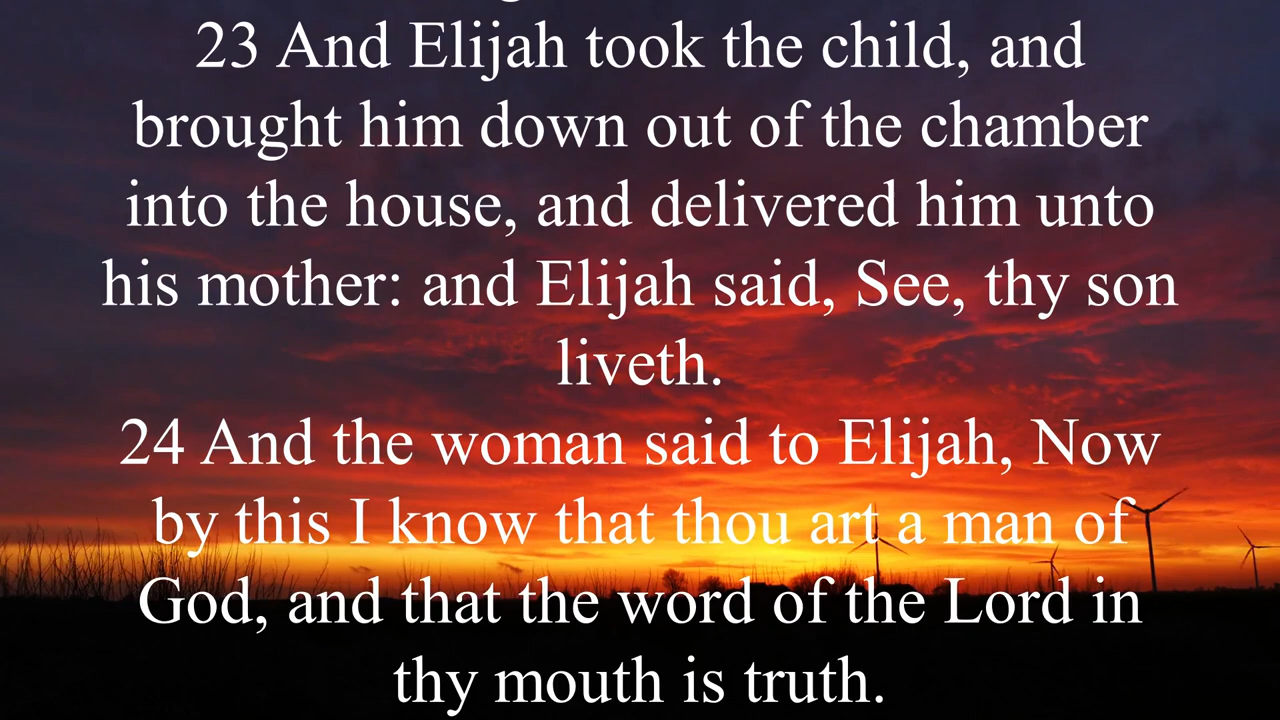 23 And Elijah took the child, and
brought him down out of the chamber
into the house, and delivered him unto
his mother: and Elijah said, See, thy son
liveth.
24 And the woman said to Elijah, Now
by this I know that thou art a man of
God, and that the word of the Lord in
thy mouth is truth.